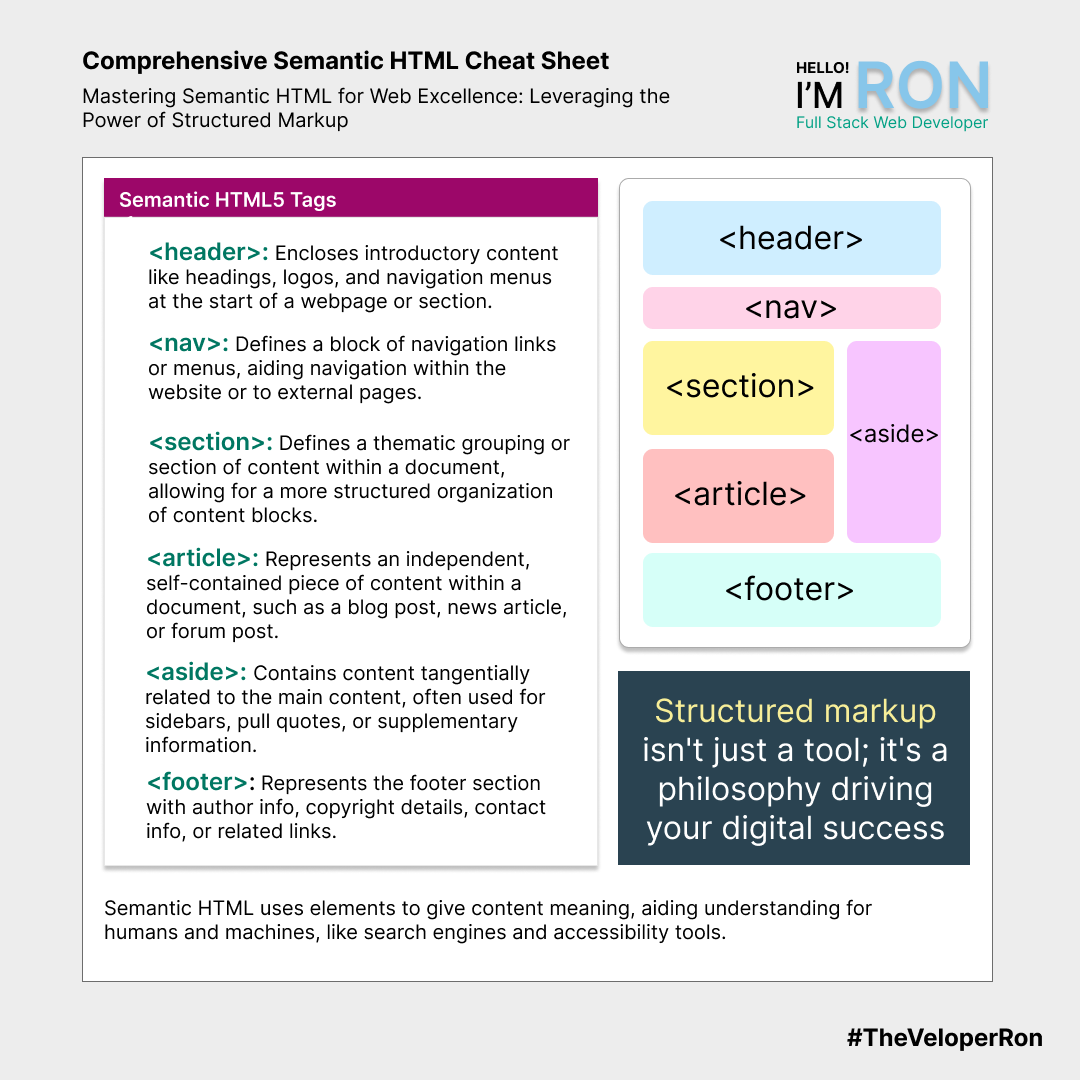 Comprehensive Semantic HTML Cheat Sheet
Mastering Semantic HTML for Web Excellence: Leveraging the
Power of Structured Markup
HELLO!
I'M RON
Full Stack Web Developer
Semantic HTML5 Tags
<header>: Encloses introductory content
like headings, logos, and navigation menus
at the start of a webpage or section.
<nav>: Defines a block of navigation links
or menus, aiding navigation within the
website or to external pages.
<section>: Defines a thematic grouping or
section of content within a document,
allowing for a more structured organization
of content blocks.
<article>: Represents an independent,
self-contained piece of content within a
document, such as a blog post, news article,
or forum post.
<aside>: Contains content tangentially
related to the main content, often used for
sidebars, pull quotes, or supplementary
information.
<footer>: Represents the footer section
with author info, copyright details, contact
info, or related links.
<header>
<nav>
<section>
<aside>
<article>
<footer>
Structured markup
isn't just a tool; it's a
philosophy driving
your digital success
Semantic HTML uses elements to give content meaning, aiding understanding for
humans and machines, like search engines and accessibility tools.
#TheVeloperRon